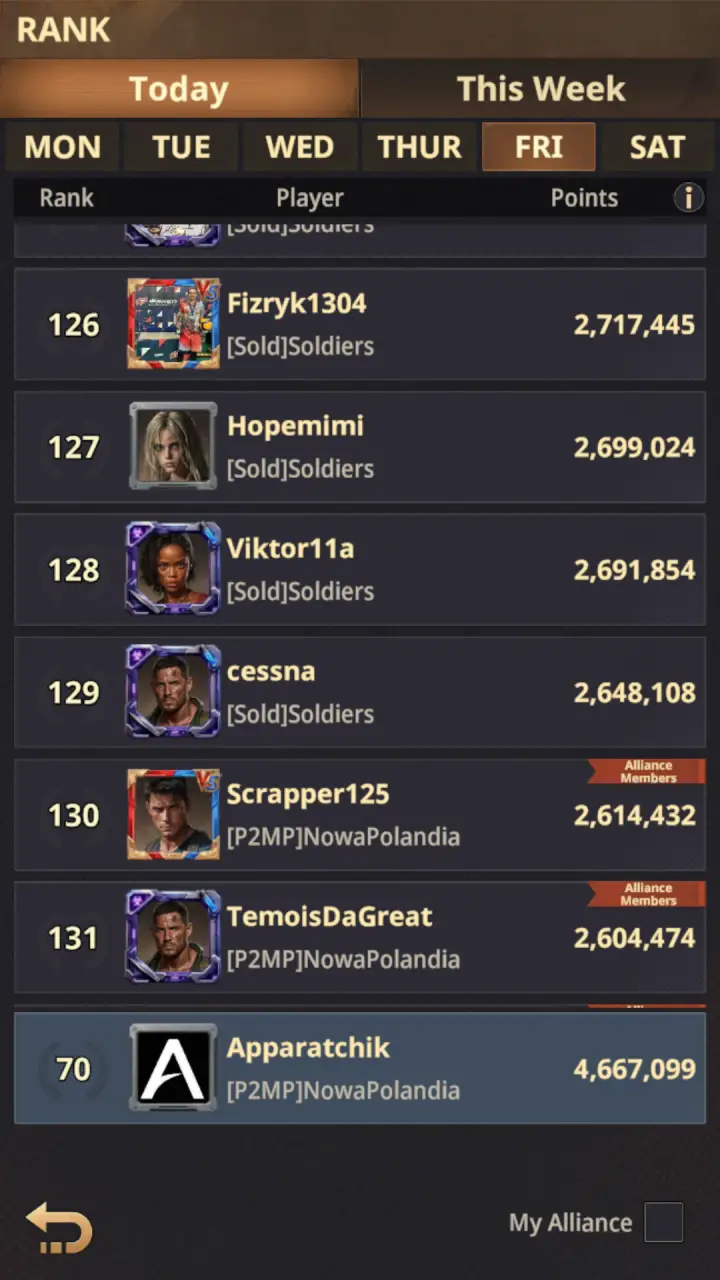 RANK
Today
This Week
MON TUE WED THUR FRI SAT
Rank Player Points i
[Sold]Soldiers
126 Fizryk1304 2,717,445
[Sold]Soldiers
127 Hopemimi 2,699,024
[Sold]Soldiers
128 Viktor11a 2,691,854
[Sold]Soldiers
129 cessna 2,648,108
[Sold]Soldiers
Alliance
Members
130 Scrapper125 2,614,432
[P2MP]NowaPolandia
Alliance
Members
131 TemoisDaGreat 2,604,474
[P2MP]NowaPolandia
70 Apparatchik 4,667,099
[P2MP]NowaPolandia
My Alliance